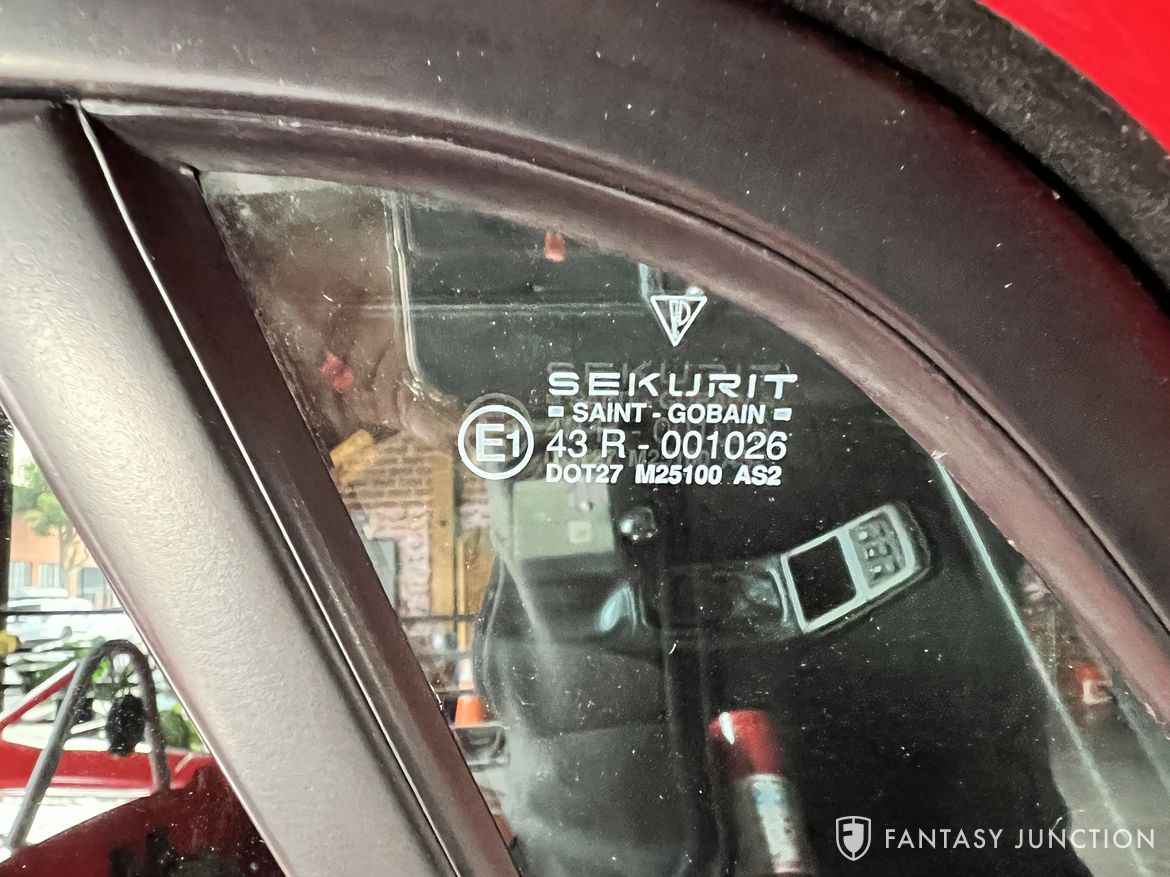 SEKURIT
SAINT - GOBAIN
E1
43 R - 001026
DOT27 M25100 AS2
FANTASY JUNCTION